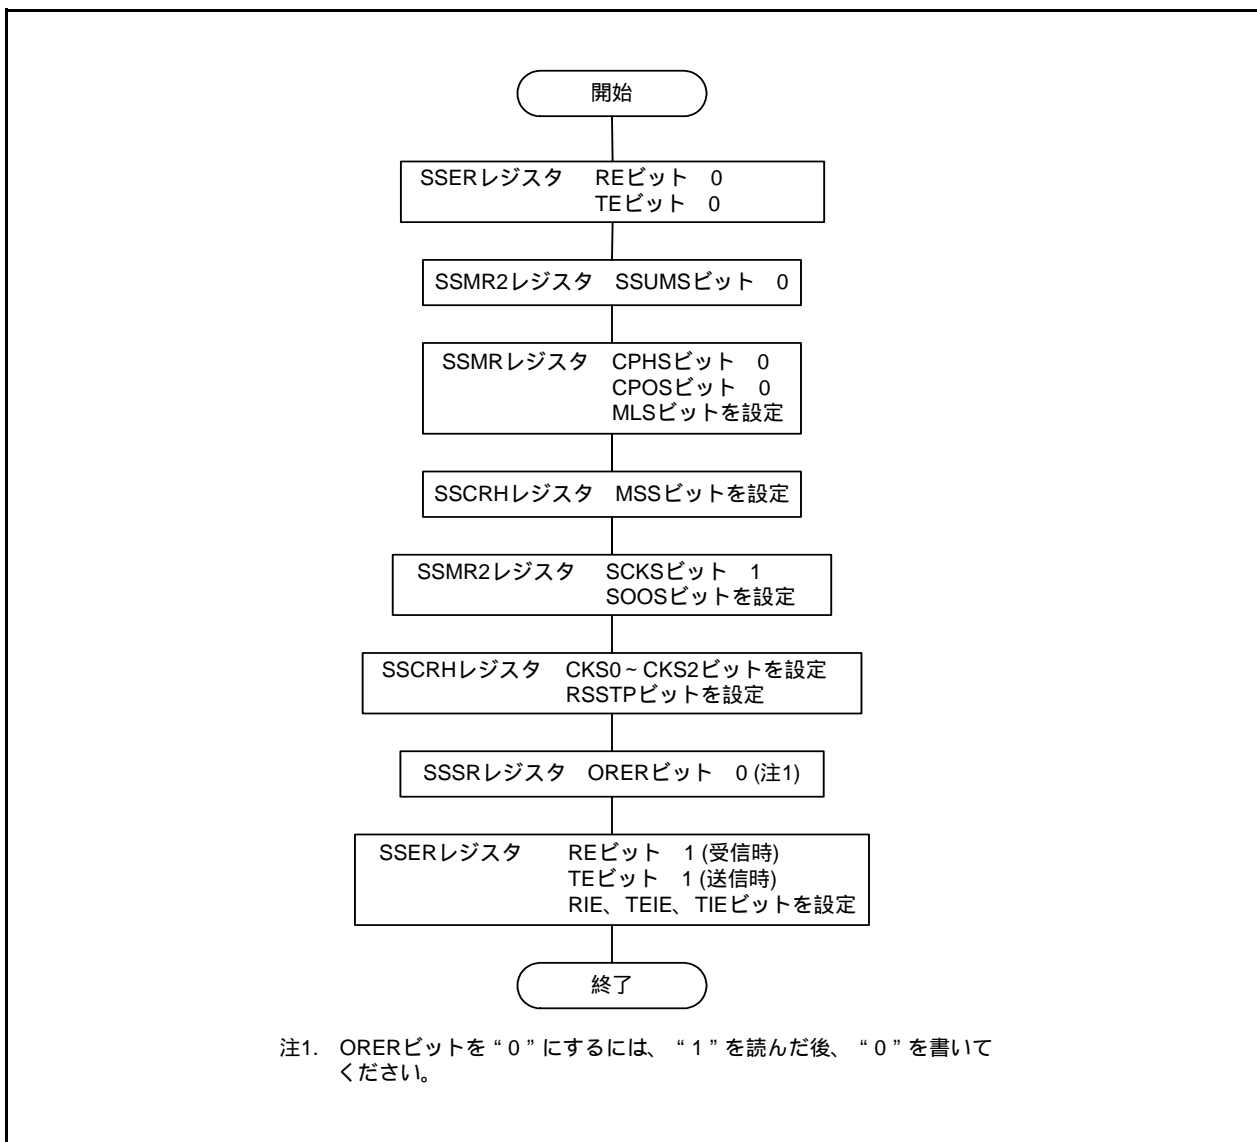 開始
SSERレジスタ REビット 0
TEビット 0
SSMR2レジスタ SSUMSビット 0
SSMRレジスタ CPHSビット 0
CPOSビット 0
MLSビットを設定
SSCRHレジスタ MSSビットを設定
SSMR2レジスタ SCKSビット 1
SOOSビットを設定
SSCRHレジスタ CKS0~CKS2ビットを設定
RSSTPビットを設定
SSSRレジスタ ORERビット 0 (注1)
SSERレジスタ REビット 1 (受信時)
TEビット 1 (送信時)
RIE、TEIE、TIEビットを設定
終了
注1. ORERビットを“0”にするには、“1”を読んだ後、“0”を書いて
ください。